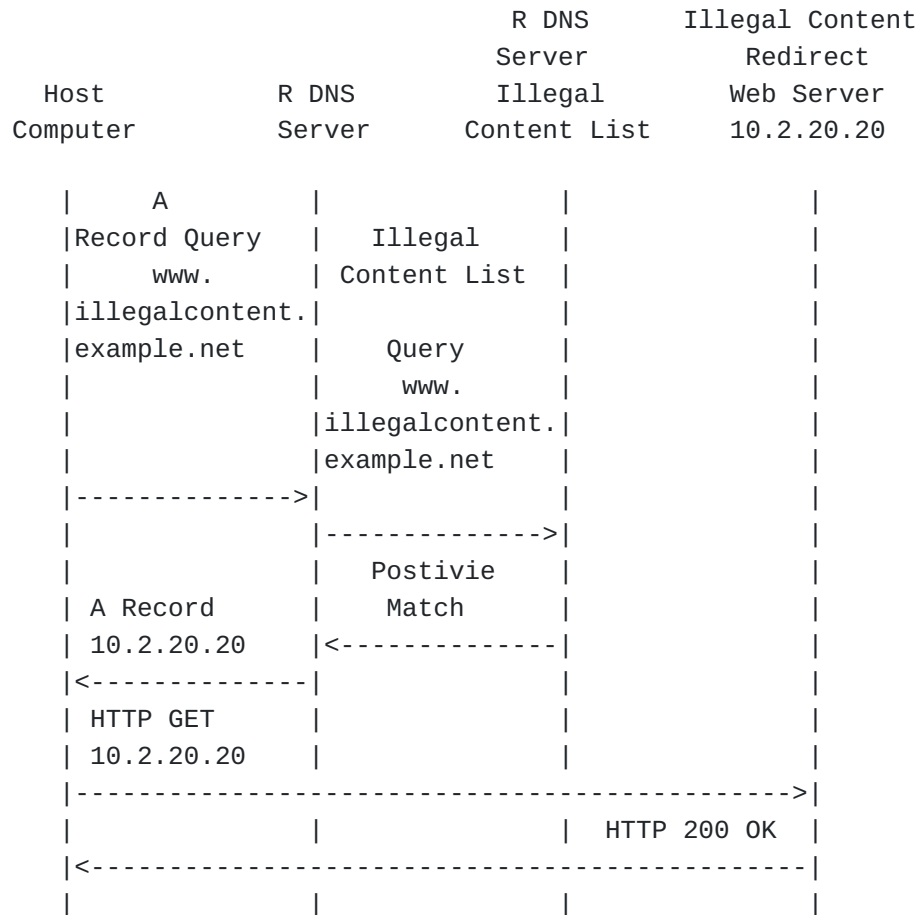 R DNS      Illegal Content
                               Server          Redirect
  Host           R DNS         Illegal        Web Server
Computer         Server      Content List     10.2.20.20

   |     A         |               |               |
   |Record Query   |   Illegal     |               |
   |     www.      | Content List  |               |
   |illegalcontent.|               |               |
   |example.net    |    Query      |               |
   |               |     www.      |               |
   |               |illegalcontent.|               |
   |               |example.net    |               |
   |-------------->|               |               |
   |               |-------------->|               |
   |               |   Postivie    |               |
   | A Record      |    Match      |               |
   | 10.2.20.20    |<--------------|               |
   |<--------------|               |               |
   | HTTP GET      |               |               |
   | 10.2.20.20    |               |               |
   |---------------------------------------------->|
   |               |               |  HTTP 200 OK  |
   |<----------------------------------------------|
   |               |               |               |